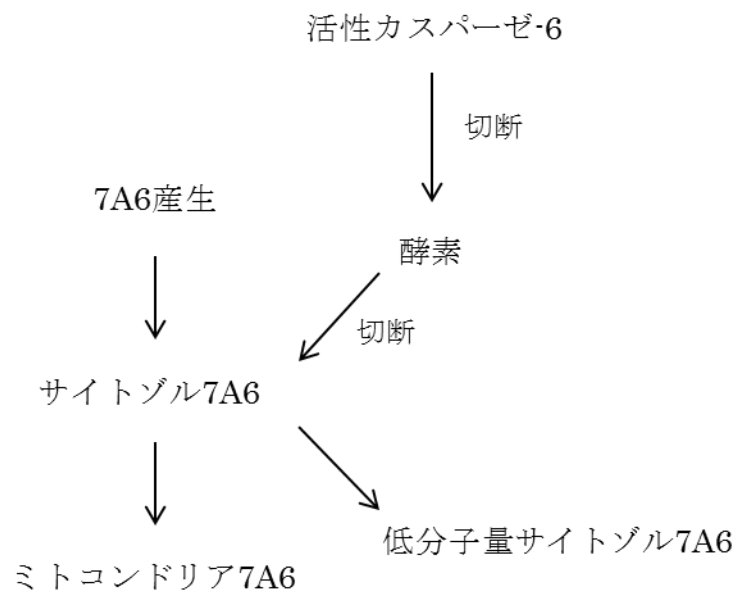 活性カスパーゼ-6
切断
7A6産生
酵素
切断
サイトゾル7A6
低分子量サイトゾル7A6
ミトコンドリア7A6